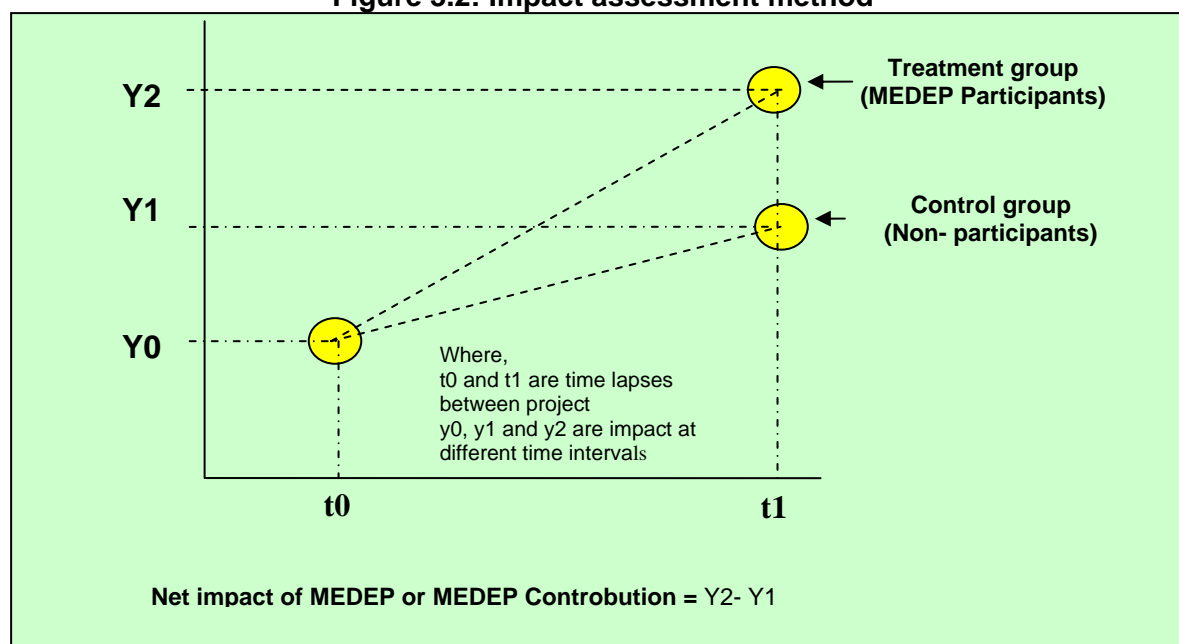 Figure 3.2: Impact assessment method
Y2
Treatment group
(MEDEP Participants)
Y1
Control group
(Non- participants)
Y0
Where,
t0 and t1 are time lapses
between project
y0, y1 and y2 are impact at
different time intervals
t0
t1
Net impact of MEDEP or MEDEP Controbution = Y2- Y1